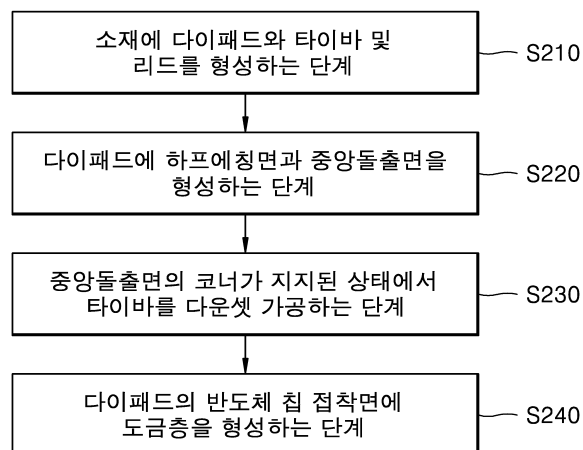 소재에 다이패드와 타이바 및
리드를 형성하는 단계
S210
다이패드에 하프에칭면과 중앙돌출면을
형성하는 단계
S220
중앙돌출면의 코너가 지지된 상태에서
타이바를 다운셋 가공하는 단계
S230
다이패드의 반도체 칩 접착면에
도금층을 형성하는 단계
S240